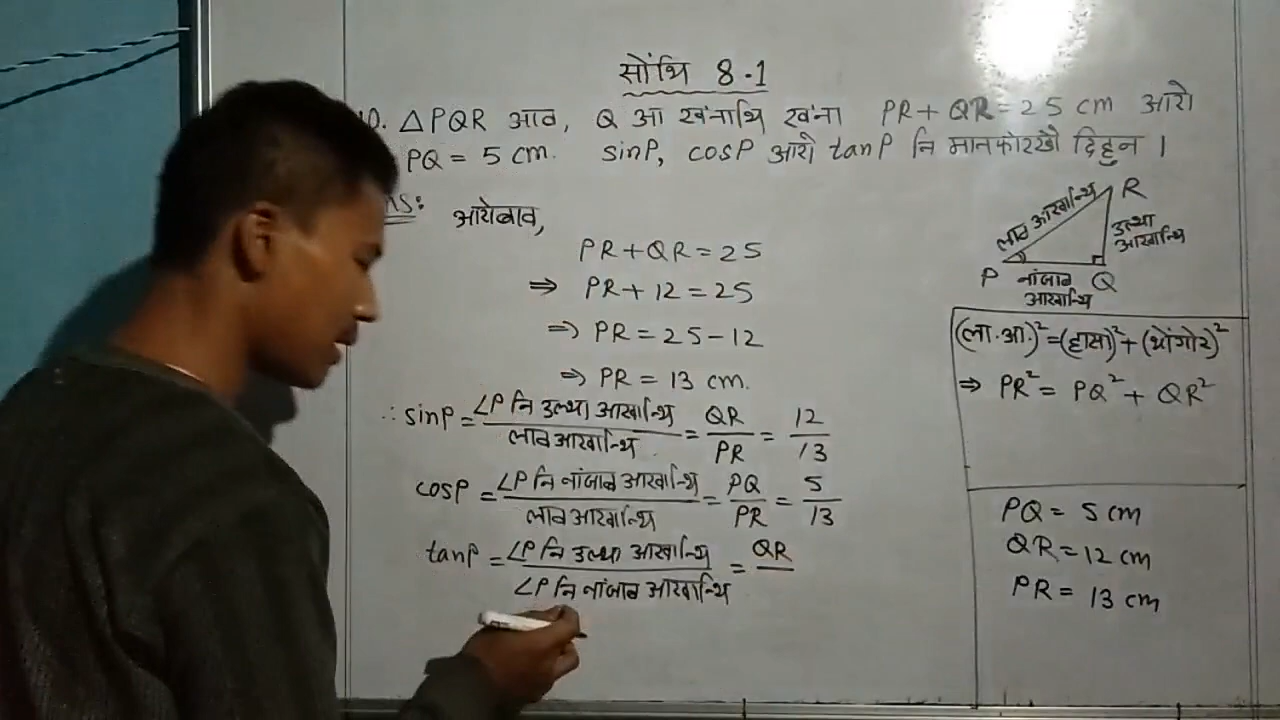 सोंथि 8.1
10. △PQR आव, Q आ खंनाथि खंना PR + QR = 25 cm आरो
PQ = 5 cm. sinP, cosP आरो tanP नि मानफोरखौ दिहुन ।
ns: आयेबाव,
PR + QR = 25
⇒ PR + 12 = 25
⇒ PR = 25 - 12
⇒ PR = 13 cm.
∴ sinP = ∠P नि उल्था आखान्थि / लाव आखान्थि = QR / PR = 12 / 13
cosP = ∠P नि नांजाब आखान्थि / लाव आखान्थि = PQ / PR = 5 / 13
tanP = ∠P नि उल्था आखान्थि / ∠P नि नांजाब आखान्थि = QR
लाव आखान्थि
R
उल्था
आखान्थि
P नांजाब Q
आखान्थि
(ला.आ.)² = (हासा)² + (थोंगोर)²
⇒ PR² = PQ² + QR²
PQ = 5 cm
QR = 12 cm
PR = 13 cm